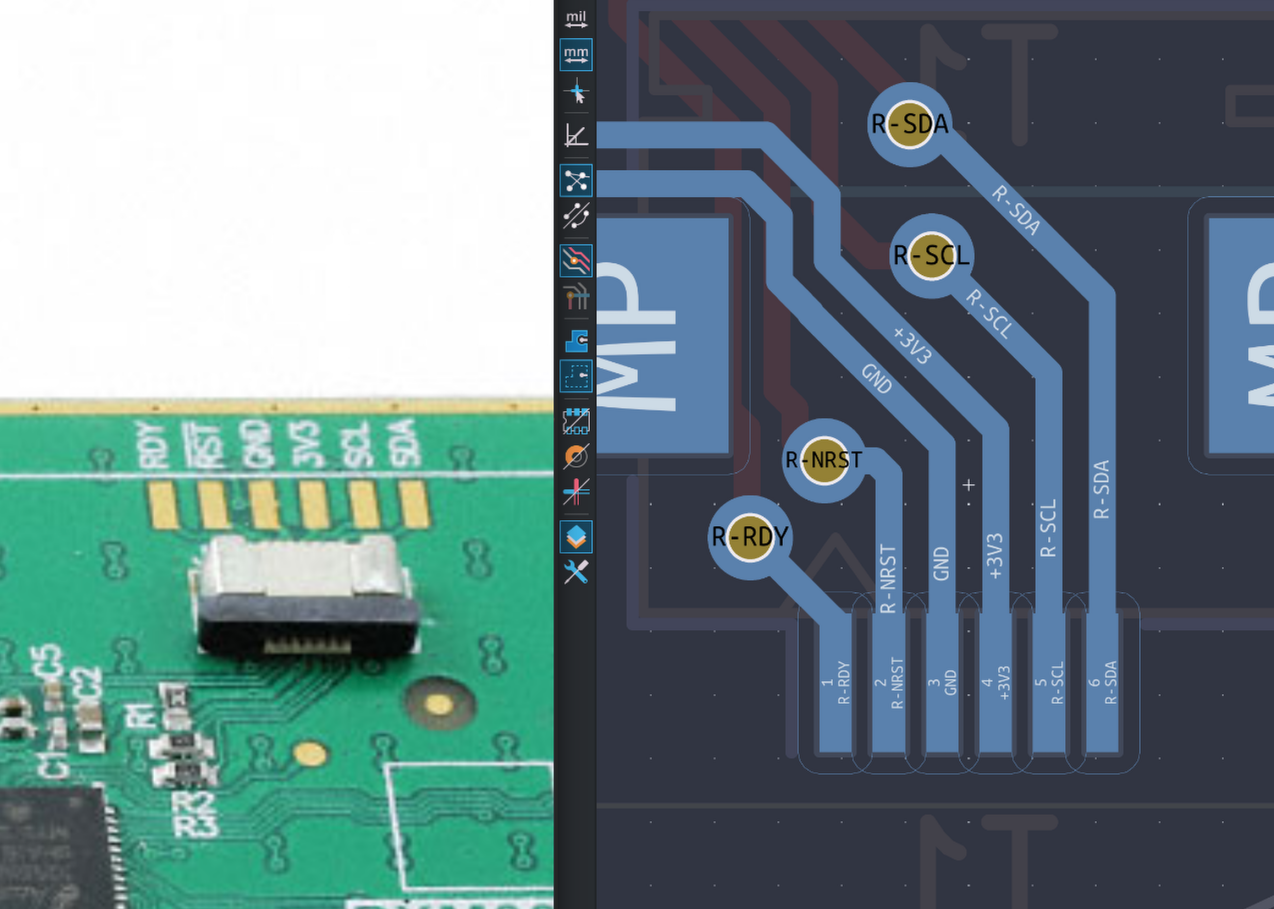 mil
mm
RDY
RST
GND
3V3
SCL
SDA
C5
C2
R1
C1
R3
R-SDA
R-SDA
R-SCL
R-SCL
+3V3
GND
MP
R-NRST
R-RDY
R-SDA
R-SCL
+3V3
GND
R-NRST
1
R-RDY
2
R-NRST
3
GND
4
+3V3
5
R-SCL
6
R-SDA